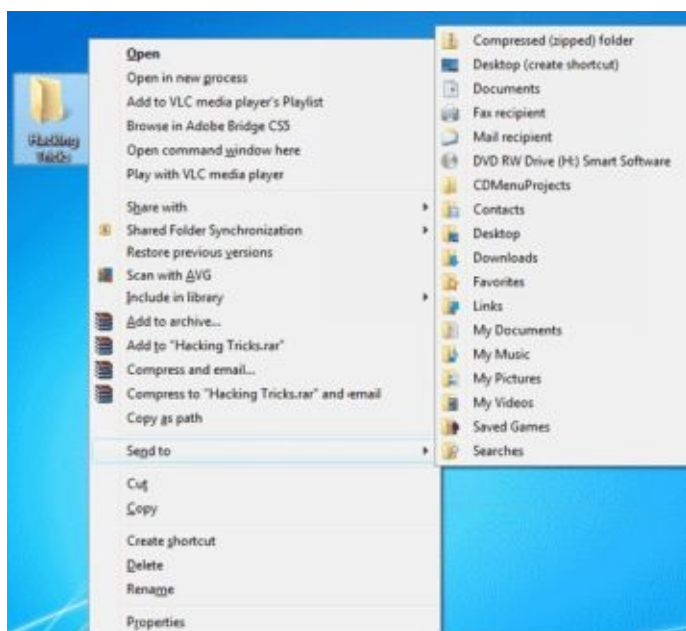 Hacking
Tricks
Open
Open in new process
Add to VLC media player's Playlist
Browse in Adobe Bridge CS5
Open command window here
Play with VLC media player
Share with
Shared Folder Synchronization
Restore previous versions
Scan with AVG
Include in library
Add to archive...
Add to "Hacking Tricks.rar"
Compress and email...
Compress to "Hacking Tricks.rar" and email
Copy as path
Send to
Cut
Copy
Create shortcut
Delete
Rename
Properties
Compressed (zipped) folder
Desktop (create shortcut)
Documents
Fax recipient
Mail recipient
DVD RW Drive (H:) Smart Software
CDMenuProjects
Contacts
Desktop
Downloads
Favorites
Links
My Documents
My Music
My Pictures
My Videos
Saved Games
Searches